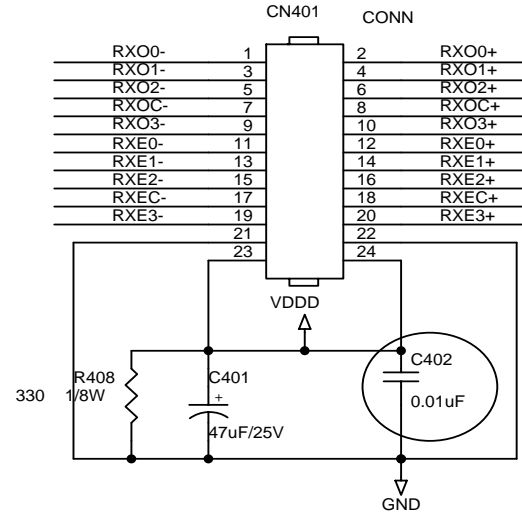 CN401 CONN
RXO0- 1 2 RXO0+
RXO1- 3 4 RXO1+
RXO2- 5 6 RXO2+
RXOC- 7 8 RXOC+
RXO3- 9 10 RXO3+
RXE0- 11 12 RXE0+
RXE1- 13 14 RXE1+
RXE2- 15 16 RXE2+
RXEC- 17 18 RXEC+
RXE3- 19 20 RXE3+
21 22
23 24
VDDD
R408 C401 C402
330 1/8W + 0.01uF
47uF/25V
GND